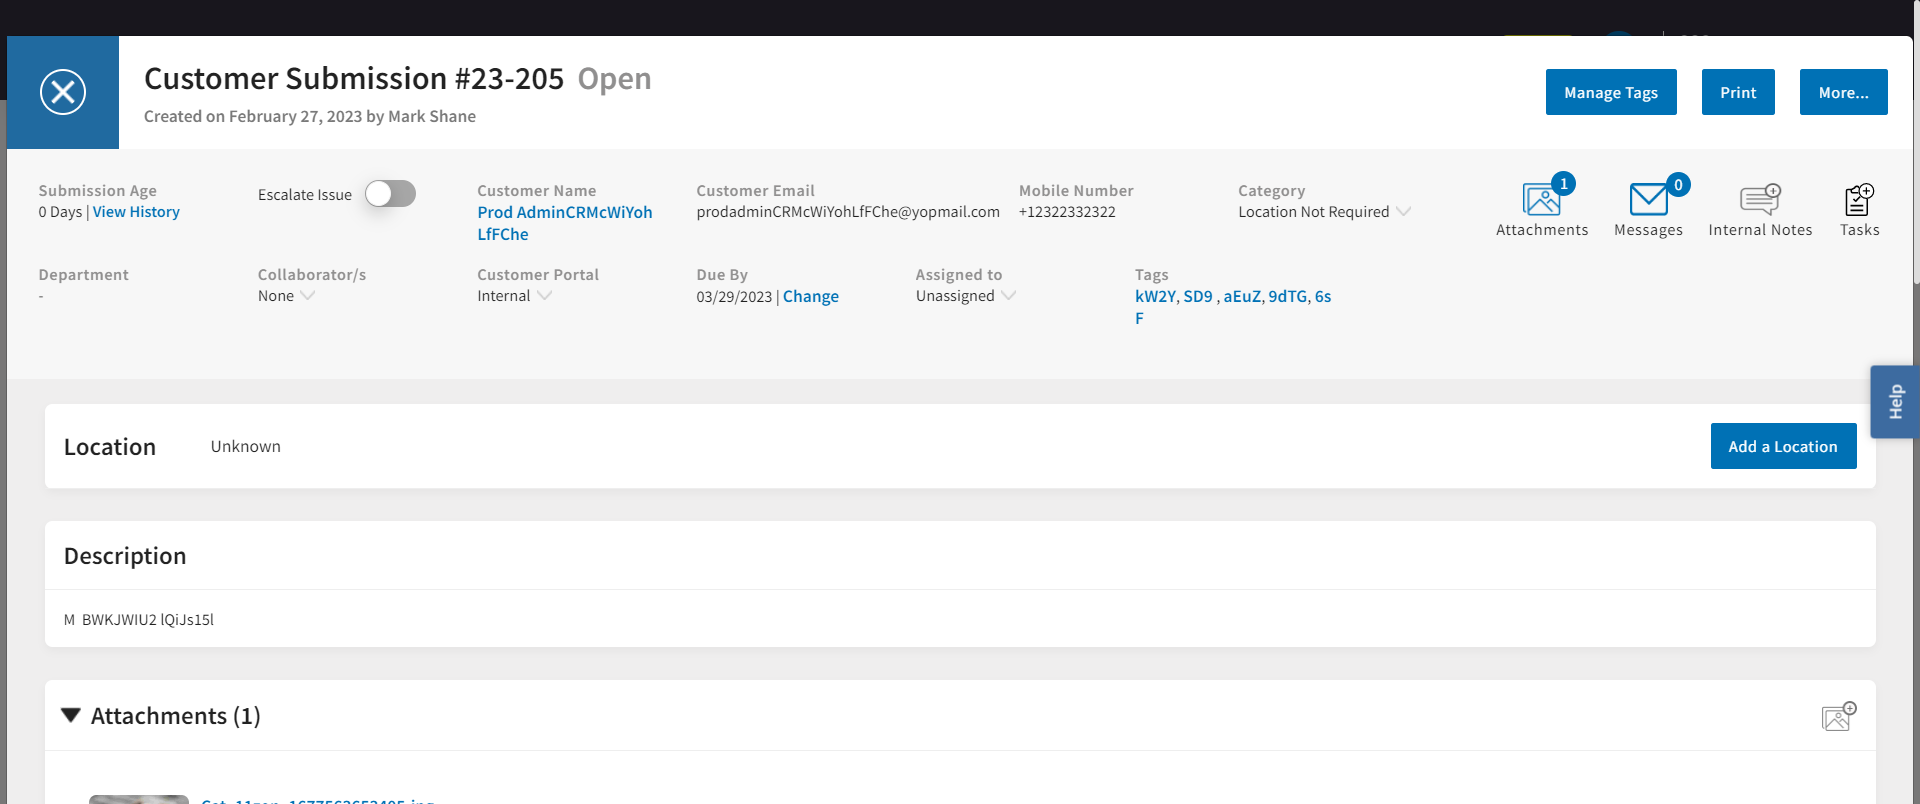 Customer Submission #23-205 Open
Created on February 27, 2023 by Mark Shane
Manage Tags
Print
More...
Submission Age
0 Days | View History
Escalate Issue
Customer Name
Prod AdminCRMcWiYoh
LfFChe
Customer Email
prodadminCRMcWiYohLfFChe@yopmail.com
Mobile Number
+12322332322
Category
Location Not Required
1
Attachments
0
Messages
Internal Notes
Tasks
Department
-
Collaborator/s
None
Customer Portal
Internal
Due By
03/29/2023 | Change
Assigned to
Unassigned
Tags
kW2Y, SD9 , aEuZ, 9dTG, 6s
F
Help
Location
Unknown
Add a Location
Description
M BWKJWIU2 lQiJs15l
Attachments (1)